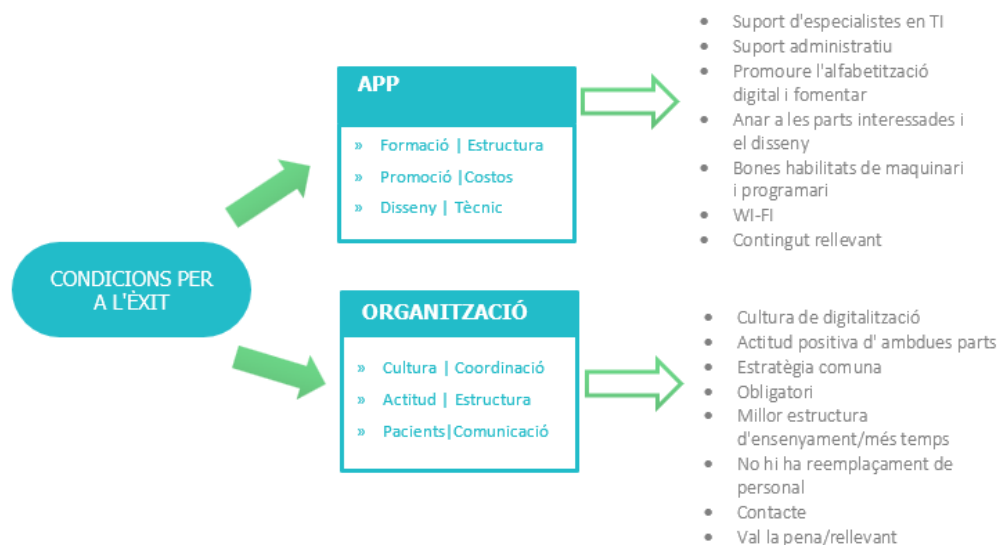 CONDICIONS PER
A L'ÈXIT
APP
» Formació | Estructura
» Promoció |Costos
» Disseny | Tècnic
• Suport d'especialistes en TI
• Suport administratiu
• Promoure l'alfabetització
digital i fomentar
• Anar a les parts interessades i
el disseny
• Bones habilitats de maquinari
i programari
• WI-FI
• Contingut rellevant
ORGANITZACIÓ
» Cultura | Coordinació
» Actitud | Estructura
» Pacients|Comunicació
• Cultura de digitalització
• Actitud positiva d' ambdues parts
• Estratègia comuna
• Obligatori
• Millor estructura
d'ensenyament/més temps
• No hi ha reemplaçament de
personal
• Contacte
• Val la pena/rellevant